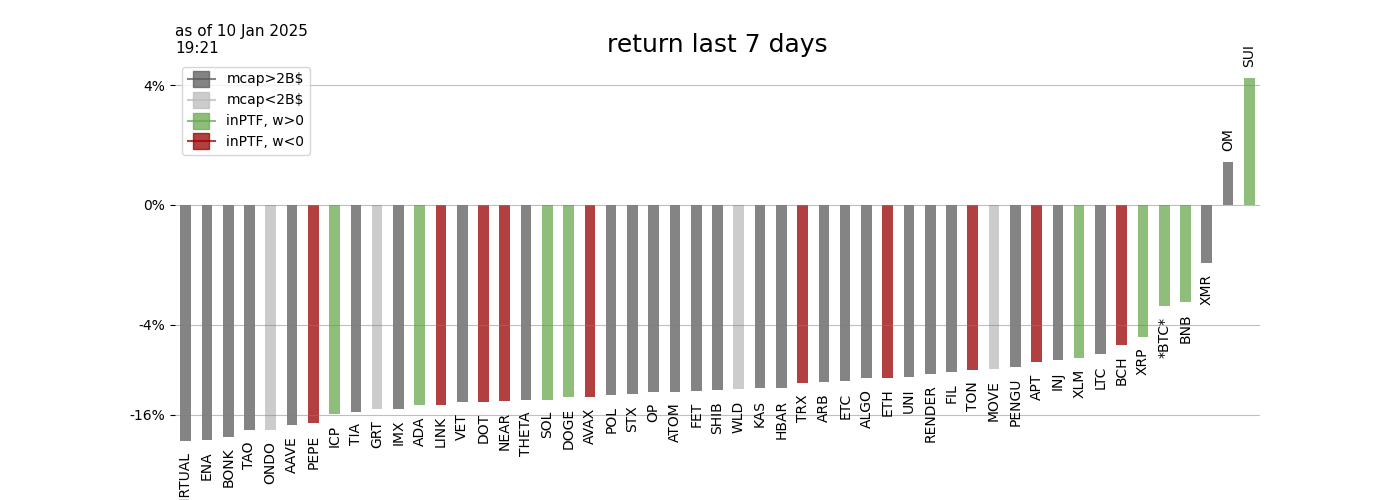 as of 10 Jan 2025
19:21
return last 7 days
mcap>2B$
mcap<2B$
inPTF, w>0
inPTF, w<0
4%
0%
-4%
-16%
ENA
BONK
TAO
ONDO
AAVE
PEPE
ICP
TIA
GRT
IMX
ADA
LINK
VET
DOT
NEAR
THETA
SOL
DOGE
AVAX
POL
STX
OP
ATOM
FET
SHIB
WLD
KAS
HBAR
TRX
ARB
ETC
ALGO
ETH
UNI
RENDER
FIL
TON
MOVE
PENGU
APT
INJ
XLM
LTC
BCH
XRP
*BTC*
BNB
XMR
OM
SUI